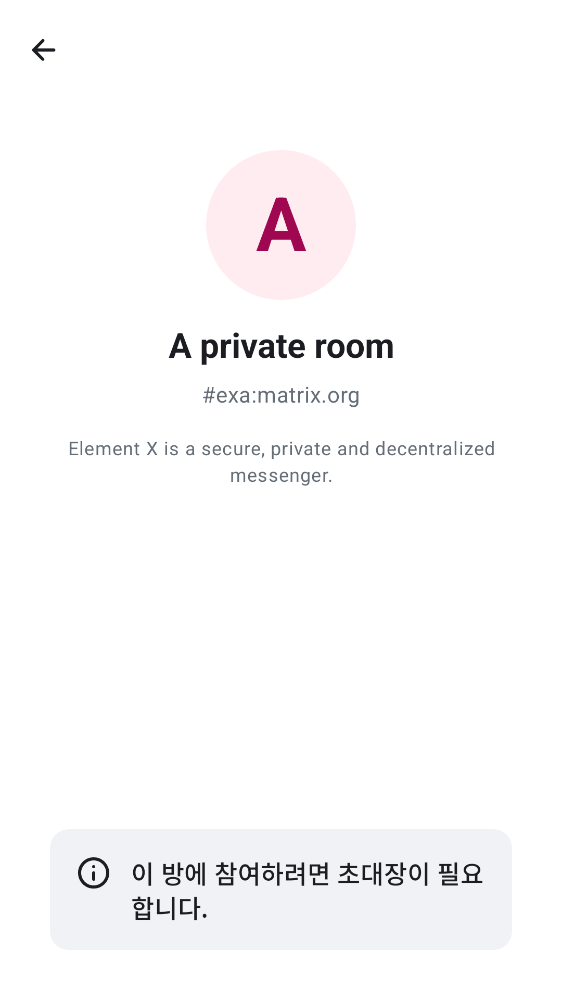 A
A private room
#exa:matrix.org
Element X is a secure, private and decentralized
messenger.
이 방에 참여하려면 초대장이 필요
합니다.